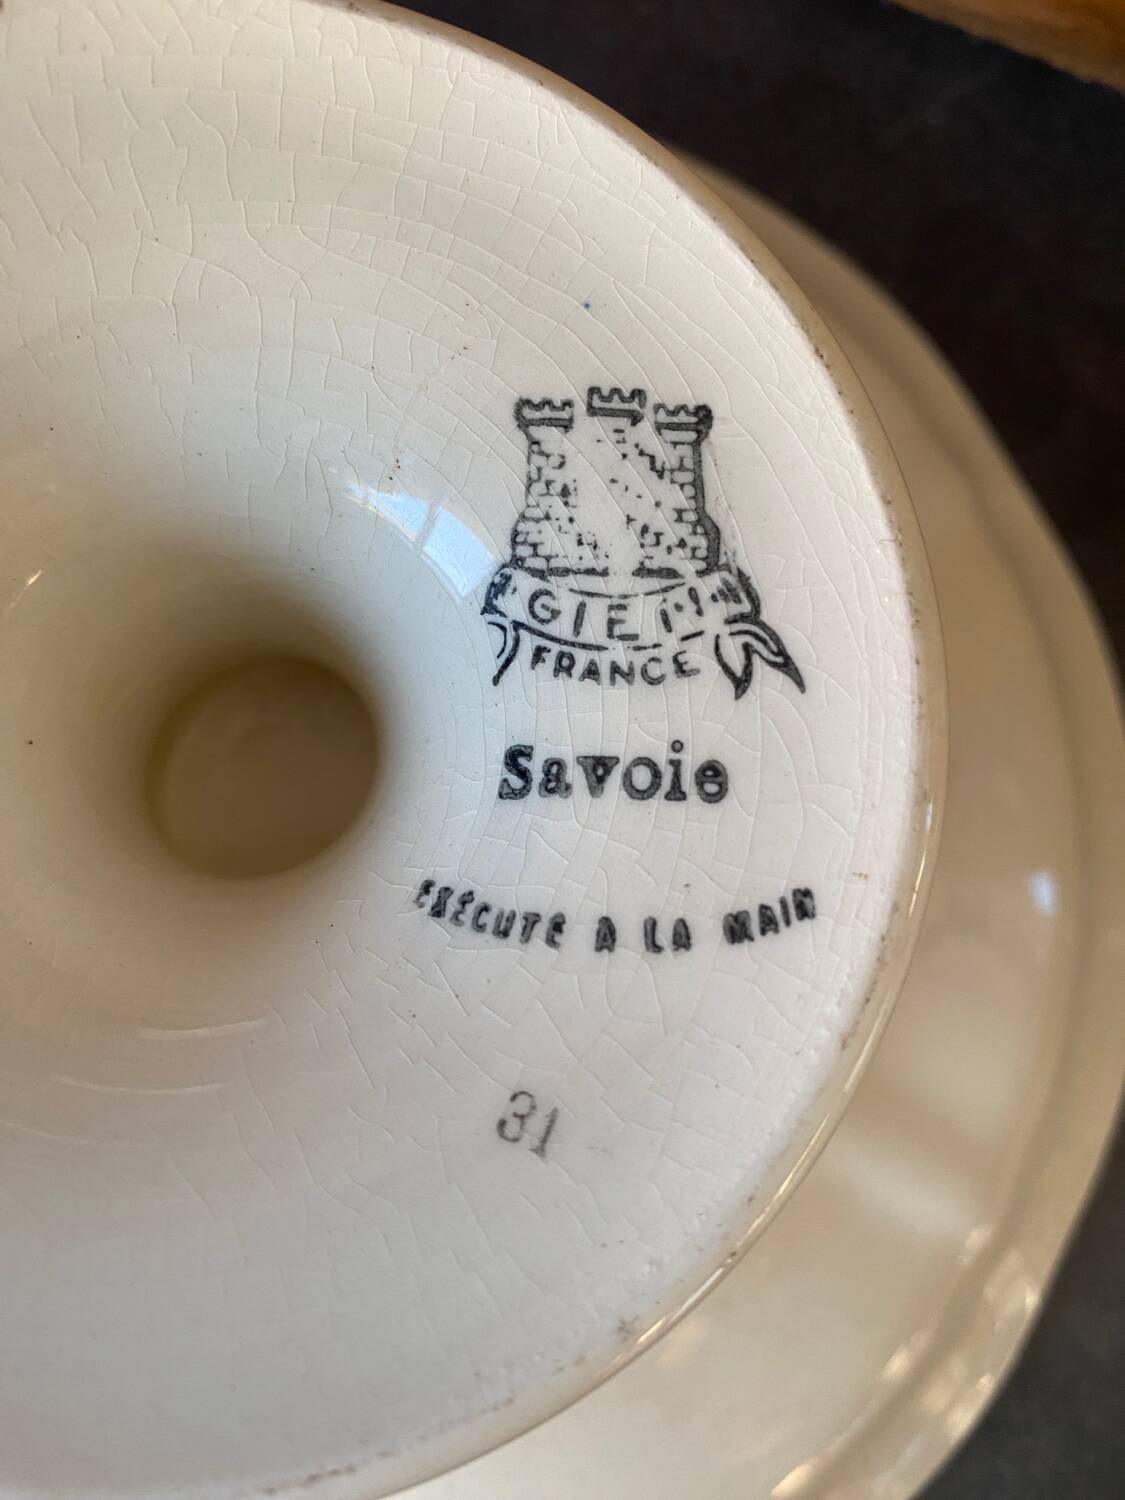 GIEN
FRANCE
Savoie
EXÉCUTÉ A LA MAIN
31